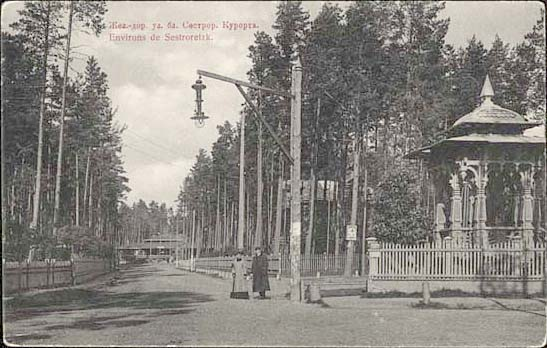 Жел.-дор. ул. бл. Сестрор. Курорта.
Environs de Sestroretzk.